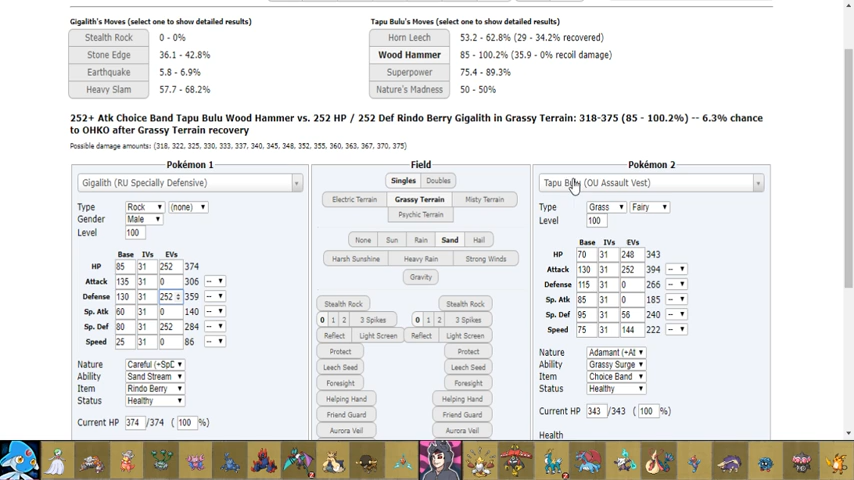 Gigalith's Moves (select one to show detailed results)
Stealth Rock 0 - 0%
Stone Edge 36.1 - 42.8%
Earthquake 5.8 - 6.9%
Heavy Slam 57.7 - 68.2%
Tapu Bulu's Moves (select one to show detailed results)
Horn Leech 53.2 - 62.8% (29 - 34.2% recovered)
Wood Hammer 85 - 100.2% (35.9 - 0% recoil damage)
Superpower 75.4 - 89.3%
Nature's Madness 50 - 50%
252+ Atk Choice Band Tapu Bulu Wood Hammer vs. 252 HP / 252 Def Rindo Berry Gigalith in Grassy Terrain: 318-375 (85 - 100.2%) -- 6.3% chance
to OHKO after Grassy Terrain recovery
Possible damage amounts: (318, 322, 325, 330, 333, 337, 340, 345, 348, 352, 355, 360, 363, 367, 370, 375)
Pokémon 1
Gigalith (RU Specially Defensive)
Type Rock (none)
Gender Male
Level 100
Base IVs EVs
HP 85 31 252 374
Attack 135 31 0 306 --
Defense 130 31 252 359 --
Sp. Atk 60 31 0 140 --
Sp. Def 80 31 252 284 --
Speed 25 31 0 86 --
Nature Careful (+SpD
Ability Sand Stream
Item Rindo Berry
Status Healthy
Current HP 374 /374 ( 100 %)
Field
Singles Doubles
Electric Terrain Grassy Terrain Misty Terrain
Psychic Terrain
None Sun Rain Sand Hail
Harsh Sunshine Heavy Rain Strong Winds
Gravity
Stealth Rock Stealth Rock
0 1 2 3 Spikes 0 1 2 3 Spikes
Reflect Light Screen Reflect Light Screen
Protect Protect
Leech Seed Leech Seed
Foresight Foresight
Helping Hand Helping Hand
Friend Guard Friend Guard
Aurora Veil Aurora Veil
Pokémon 2
Tapu Bulu (OU Assault Vest)
Type Grass Fairy
Level 100
Base IVs EVs
HP 70 31 248 343
Attack 130 31 252 394 --
Defense 115 31 0 266 --
Sp. Atk 85 31 0 185 --
Sp. Def 95 31 56 240 --
Speed 75 31 144 222 --
Nature Adamant (+At
Ability Grassy Surge
Item Choice Band
Status Healthy
Current HP 343 /343 ( 100 %)
Health